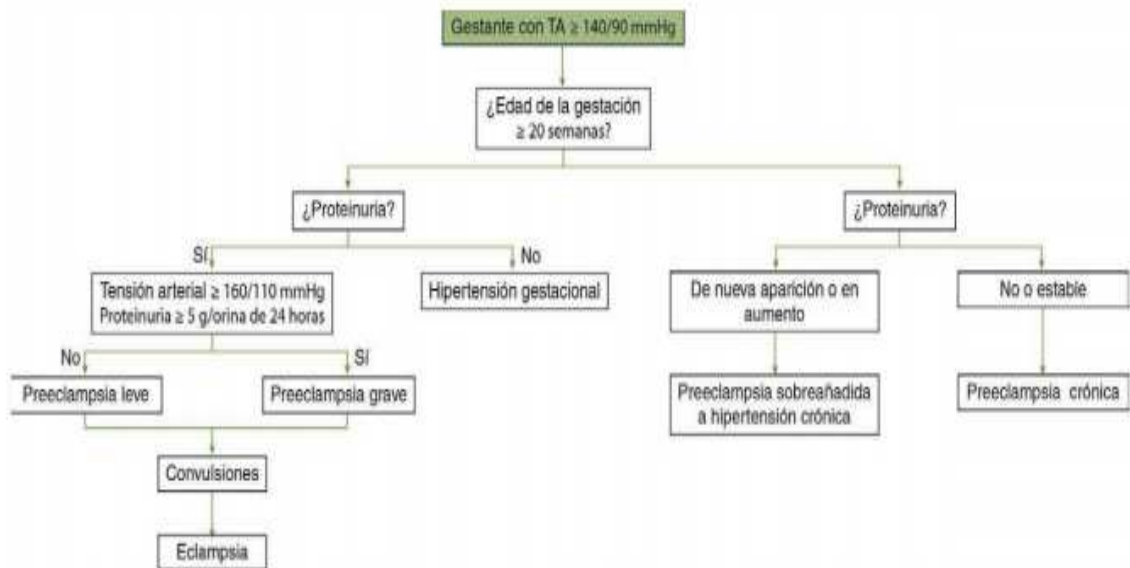 Gestante con TA ≥ 140/90 mmHg
¿Edad de la gestación
≥ 20 semanas?
¿Proteinuria?
¿Proteinuria?
Sí
No
Tensión arterial ≥ 160/110 mmHg
Proteinuria ≥ 5 g/orina de 24 horas
Hipertensión gestacional
De nueva aparición o en
aumento
No o estable
No
Sí
Preeclampsia leve
Preeclampsia grave
Preeclampsia sobreañadida
a hipertensión crónica
Preeclampsia crónica
Convulsiones
Eclampsia